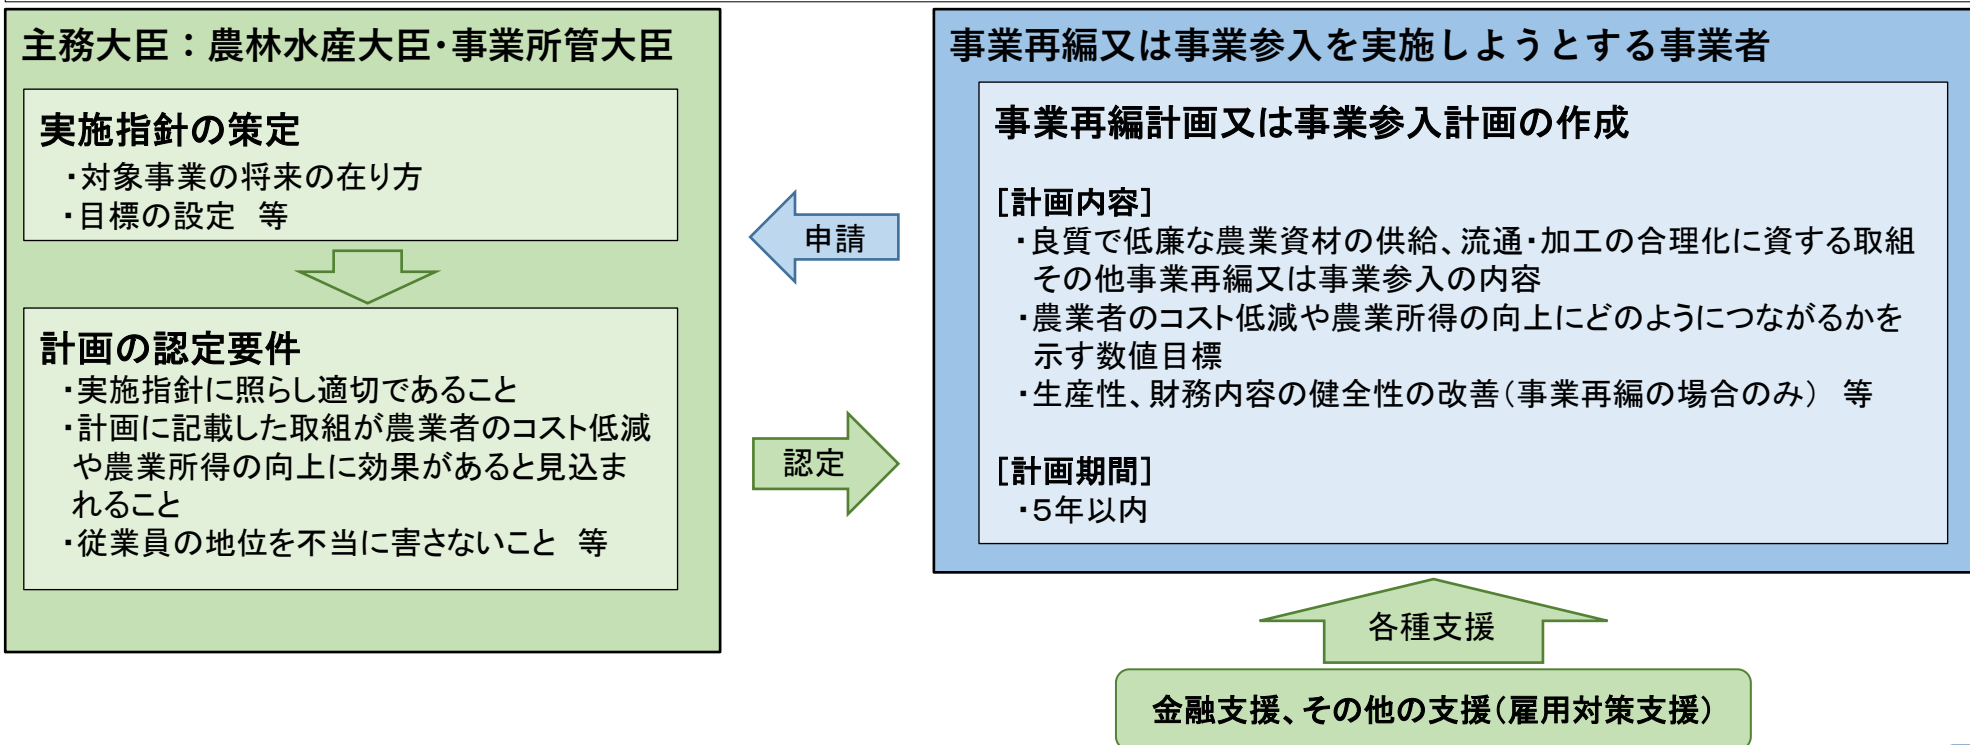 主務大臣：農林水産大臣・事業所管大臣
実施指針の策定
・対象事業の将来の在り方
・目標の設定　等
計画の認定要件
・実施指針に照らし適切であること
・計画に記載した取組が農業者のコスト低減
や農業所得の向上に効果があると見込ま
れること
・従業員の地位を不当に害さないこと　等
申請
認定
事業再編又は事業参入を実施しようとする事業者
事業再編計画又は事業参入計画の作成
［計画内容］
・良質で低廉な農業資材の供給、流通・加工の合理化に資する取組
その他事業再編又は事業参入の内容
・農業者のコスト低減や農業所得の向上にどのようにつながるかを
示す数値目標
・生産性、財務内容の健全性の改善（事業再編の場合のみ）　等
［計画期間］
・５年以内
各種支援
金融支援、その他の支援（雇用対策支援）